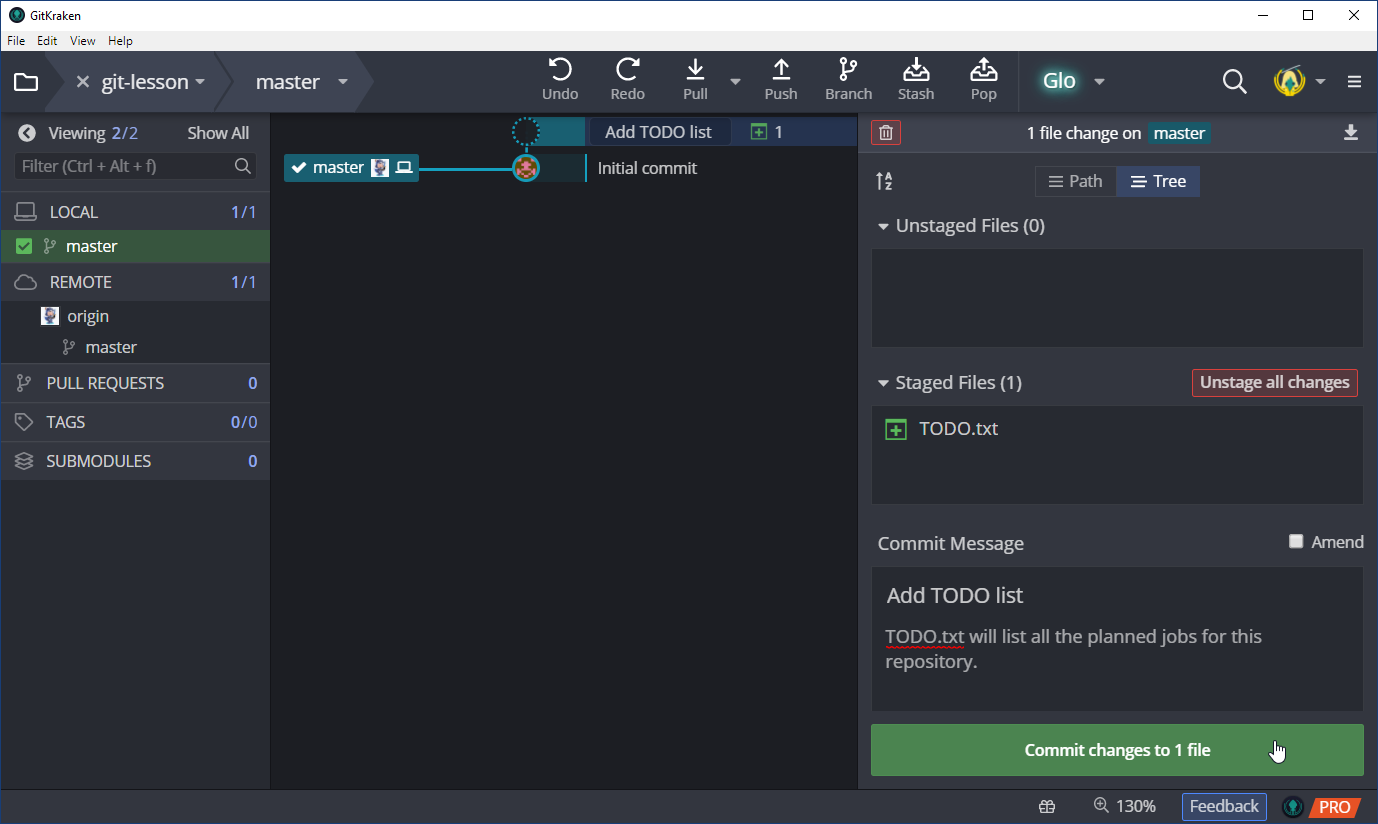 GitKraken
File Edit View Help
git-lesson
master
Undo
Redo
Pull
Push
Branch
Stash
Pop
Glo
Viewing 2/2
Show All
Filter (Ctrl + Alt + f)
LOCAL 1/1
master
REMOTE 1/1
origin
master
PULL REQUESTS 0
TAGS 0/0
SUBMODULES 0
Add TODO list 1
master
Initial commit
1 file change on master
Path
Tree
Unstaged Files (0)
Staged Files (1)
Unstage all changes
TODO.txt
Commit Message
Amend
Add TODO list
TODO.txt will list all the planned jobs for this
repository.
Commit changes to 1 file
130%
Feedback
PRO